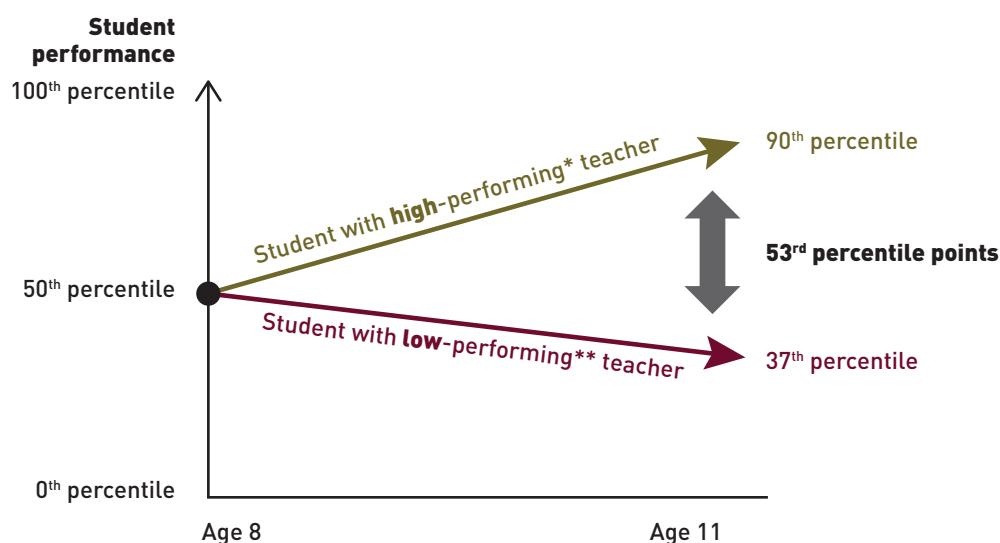 Student
performance
100th percentile
90th percentile
Student with high-performing* teacher
53rd percentile points
50th percentile
Student with low-performing** teacher
37th percentile
0th percentile
Age 8
Age 11